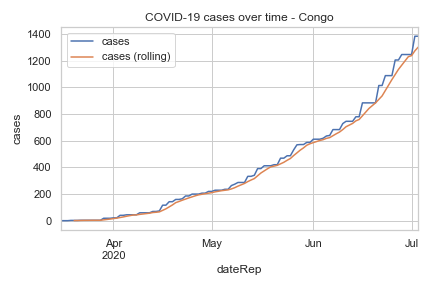 COVID-19 cases over time - Congo
cases
cases (rolling)
1400
1200
1000
800
600
400
200
0
cases
Apr
2020
May
Jun
Jul
dateRep